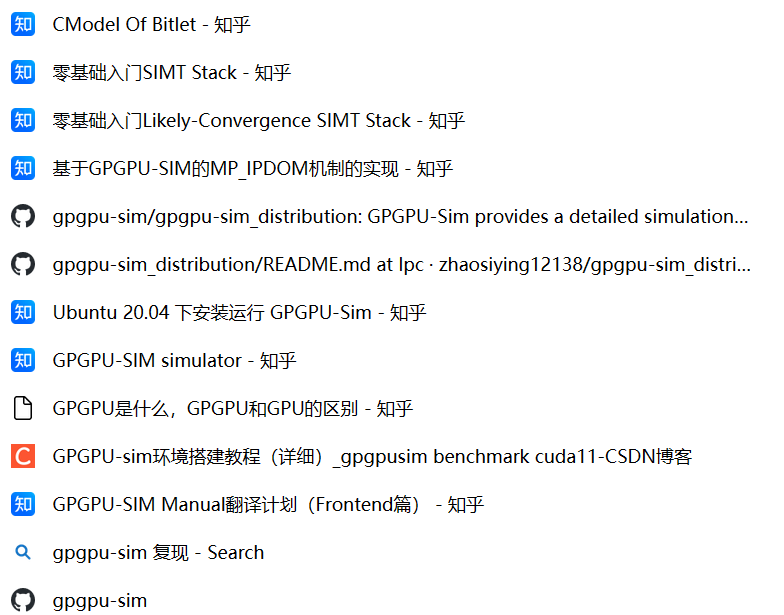 知 CModel Of Bitlet - 知乎
知 零基础入门SIMT Stack - 知乎
知 零基础入门Likely-Convergence SIMT Stack - 知乎
知 基于GPGPU-SIM的MP_IPDOM机制的实现 - 知乎
gpgpu-sim/gpgpu-sim_distribution: GPGPU-Sim provides a detailed simulation...
gpgpu-sim_distribution/README.md at lpc · zhaosiying12138/gpgpu-sim_distri...
知 Ubuntu 20.04 下安装运行 GPGPU-Sim - 知乎
知 GPGPU-SIM simulator - 知乎
GPGPU是什么，GPGPU和GPU的区别 - 知乎
C GPGPU-sim环境搭建教程（详细）_gpgpusim benchmark cuda11-CSDN博客
知 GPGPU-SIM Manual翻译计划（Frontend篇） - 知乎
gpgpu-sim 复现 - Search
gpgpu-sim